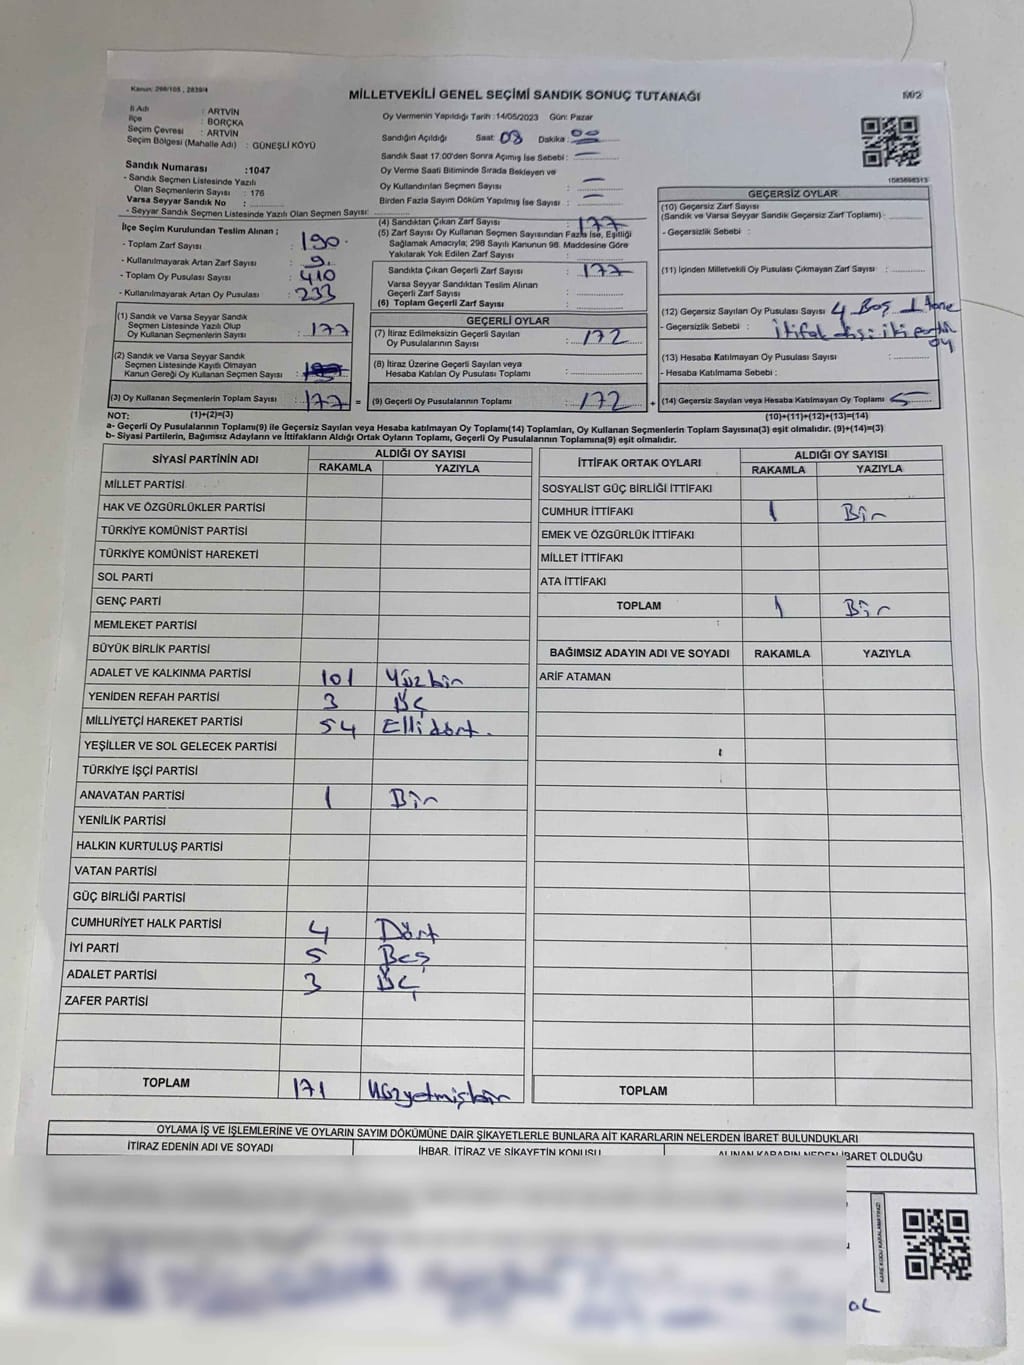 Kanun: 298/105, 2839/4
MİLLETVEKİLİ GENEL SEÇİMİ SANDIK SONUÇ TUTANAĞI
M02
İl Adı : ARTVİN
İlçe : BORÇKA
Seçim Çevresi : ARTVİN
Seçim Bölgesi (Mahalle Adı) : GÜNEŞLİ KÖYÜ
Sandık Numarası :1047
- Sandık Seçmen Listesinde Yazılı
Olan Seçmenlerin Sayısı : 176
Varsa Seyyar Sandık No :
- Seyyar Sandık Seçmen Listesinde Yazılı Olan Seçmen Sayısı:
Oy Vermenin Yapıldığı Tarih :14/05/2023 Gün: Pazar
Sandığın Açıldığı Saat: 08 Dakika : 00
Sandık Saat 17.00'den Sonra Açımış İse Sebebi : —
Oy Verme Saati Bitiminde Sırada Bekleyen ve
Oy Kullandırılan Seçmen Sayısı : —
Birden Fazla Sayım Döküm Yapılmış İse Sayısı : —
(4) Sandıktan Çıkan Zarf Sayısı : 177
(5) Zarf Sayısı Oy Kullanan Seçmen Sayısından Fazla İse, Eşitliği
Sağlamak Amacıyla; 298 Sayılı Kanunun 98. Maddesine Göre
Yakılarak Yok Edilen Zarf Sayısı :
İlçe Seçim Kurulundan Teslim Alınan ;
- Toplam Zarf Sayısı : 190
- Kullanılmayarak Artan Zarf Sayısı : 9
- Toplam Oy Pusulası Sayısı : 410
- Kullanılmayarak Artan Oy Pusulası : 233
Sandıkta Çıkan Geçerli Zarf Sayısı : 177
Varsa Seyyar Sandıktan Teslim Alınan
Geçerli Zarf Sayısı :
(6) Toplam Geçerli Zarf Sayısı :
(1) Sandık ve Varsa Seyyar Sandık
Seçmen Listesinde Yazılı Olup
Oy Kullanan Seçmenlerin Sayısı : 177
(2) Sandık ve Varsa Seyyar Sandık
Seçmen Listesinde Kayıtlı Olmayan
Kanun Gereği Oy Kullanan Seçmen Sayısı :
(3) Oy Kullanan Seçmenlerin Toplam Sayısı : 177 =
GEÇERLİ OYLAR
(7) İtiraz Edilmeksizin Geçerli Sayılan
Oy Pusulalarının Sayısı : 172
(8) İtiraz Üzerine Geçerli Sayılan veya
Hesaba Katılan Oy Pusulası Toplamı :
(9) Geçerli Oy Pusulalarının Toplamı : 172 +
1083698313
GEÇERSİZ OYLAR
(10) Geçersiz Zarf Sayısı
(Sandık ve Varsa Seyyar Sandık Geçersiz Zarf Toplamı) :
- Geçersizlik Sebebi :
(11) İçinden Milletvekili Oy Pusulası Çıkmayan Zarf Sayısı :
(12) Geçersiz Sayılan Oy Pusulası Sayısı : 4 Boş 1 tane
- Geçersizlik Sebebi : İtifak dışı iki partiye oy
(13) Hesaba Katılmayan Oy Pusulası Sayısı :
- Hesaba Katılmama Sebebi :
(14) Geçersiz Sayılan veya Hesaba Katılmayan Oy Toplamı : 5
NOT: (1)+(2)=(3)
(10)+(11)+(12)+(13)=(14)
a- Geçerli Oy Pusulalarının Toplamı(9) ile Geçersiz Sayılan veya Hesaba katılmayan Oy Toplamı(14) Toplamları, Oy Kullanan Seçmenlerin Toplam Sayısına(3) eşit olmalıdır. (9)+(14)=(3)
b- Siyasi Partilerin, Bağımsız Adayların ve İttifakların Aldığı Ortak Oyların Toplamı, Geçerli Oy Pusulalarının Toplamına(9) eşit olmalıdır.
SİYASİ PARTİNİN ADI ALDIĞI OY SAYISI
RAKAMLA YAZIYLA
MİLLET PARTİSİ
HAK VE ÖZGÜRLÜKLER PARTİSİ
TÜRKİYE KOMÜNİST PARTİSİ
TÜRKİYE KOMÜNİST HAREKETİ
SOL PARTİ
GENÇ PARTİ
MEMLEKET PARTİSİ
BÜYÜK BİRLİK PARTİSİ
ADALET VE KALKINMA PARTİSİ 101 Yüzbir
YENİDEN REFAH PARTİSİ 3 Üç
MİLLİYETÇİ HAREKET PARTİSİ 54 Elli dört.
YEŞİLLER VE SOL GELECEK PARTİSİ
TÜRKİYE İŞÇİ PARTİSİ
ANAVATAN PARTİSİ 1 Bir
YENİLİK PARTİSİ
HALKIN KURTULUŞ PARTİSİ
VATAN PARTİSİ
GÜÇ BİRLİĞİ PARTİSİ
CUMHURİYET HALK PARTİSİ 4 Dört
İYİ PARTİ 5 Beş
ADALET PARTİSİ 3 Üç
ZAFER PARTİSİ
TOPLAM 171 Yüzyetmişbir
İTTİFAK ORTAK OYLARI ALDIĞI OY SAYISI
RAKAMLA YAZIYLA
SOSYALİST GÜÇ BİRLİĞİ İTTİFAKI
CUMHUR İTTİFAKI 1 Bir
EMEK VE ÖZGÜRLÜK İTTİFAKI
MİLLET İTTİFAKI
ATA İTTİFAKI
TOPLAM 1 Bir
BAĞIMSIZ ADAYIN ADI VE SOYADI RAKAMLA YAZIYLA
ARİF ATAMAN
TOPLAM
OYLAMA İŞ VE İŞLEMLERİNE VE OYLARIN SAYIM DÖKÜMÜNE DAİR ŞİKAYETLERLE BUNLARA AİT KARARLARIN NELERDEN İBARET BULUNDUKLARI
İTİRAZ EDENİN ADI VE SOYADI İHBAR, İTİRAZ VE ŞİKAYETİN KONUSU ALINAN KARARIN NEDEN İBARET OLDUĞU
KARE KODU KARALAMAYINIZ!